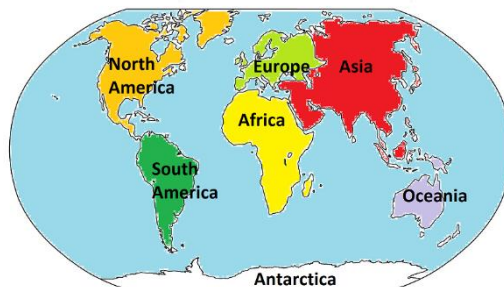 North
America
Europe
Asia
Africa
South
America
Oceania
Antarctica